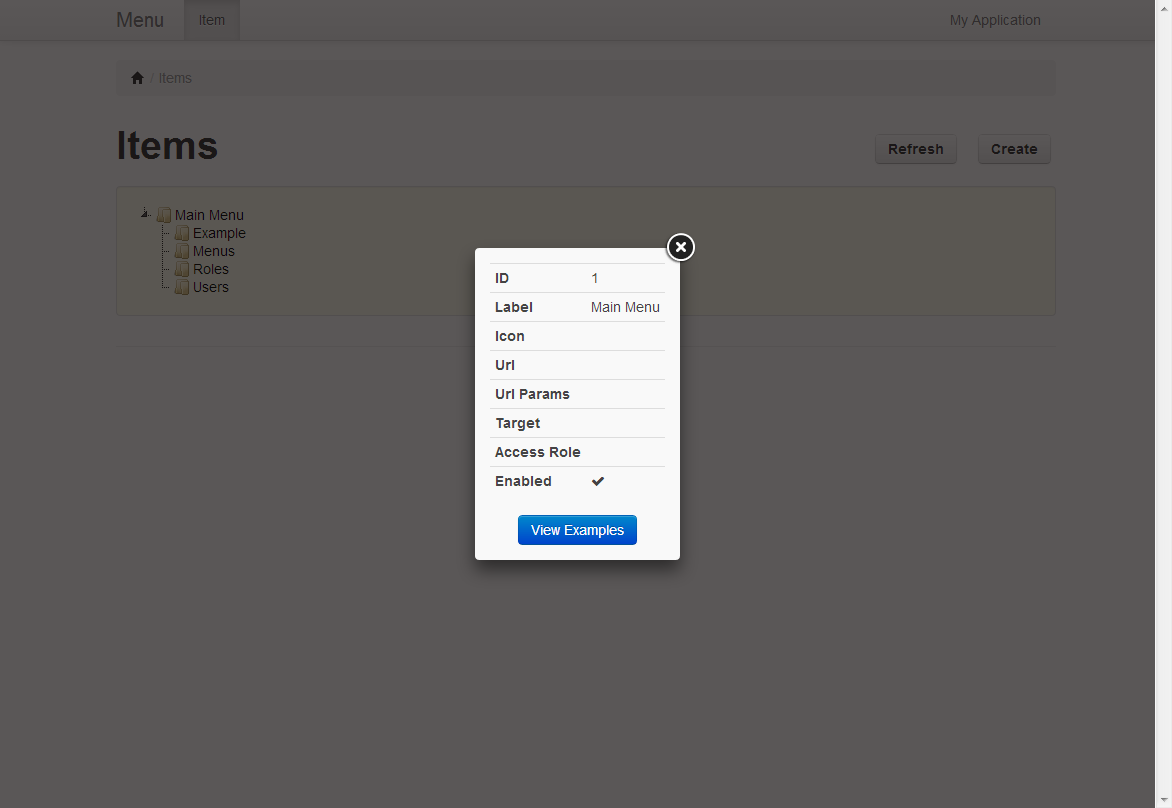 Menu Item My Application
/ Items
Items
Refresh Create
Main Menu
Example
Menus
Roles
Users
ID 1
Label Main Menu
Icon
Url
Url Params
Target
Access Role
Enabled
View Examples